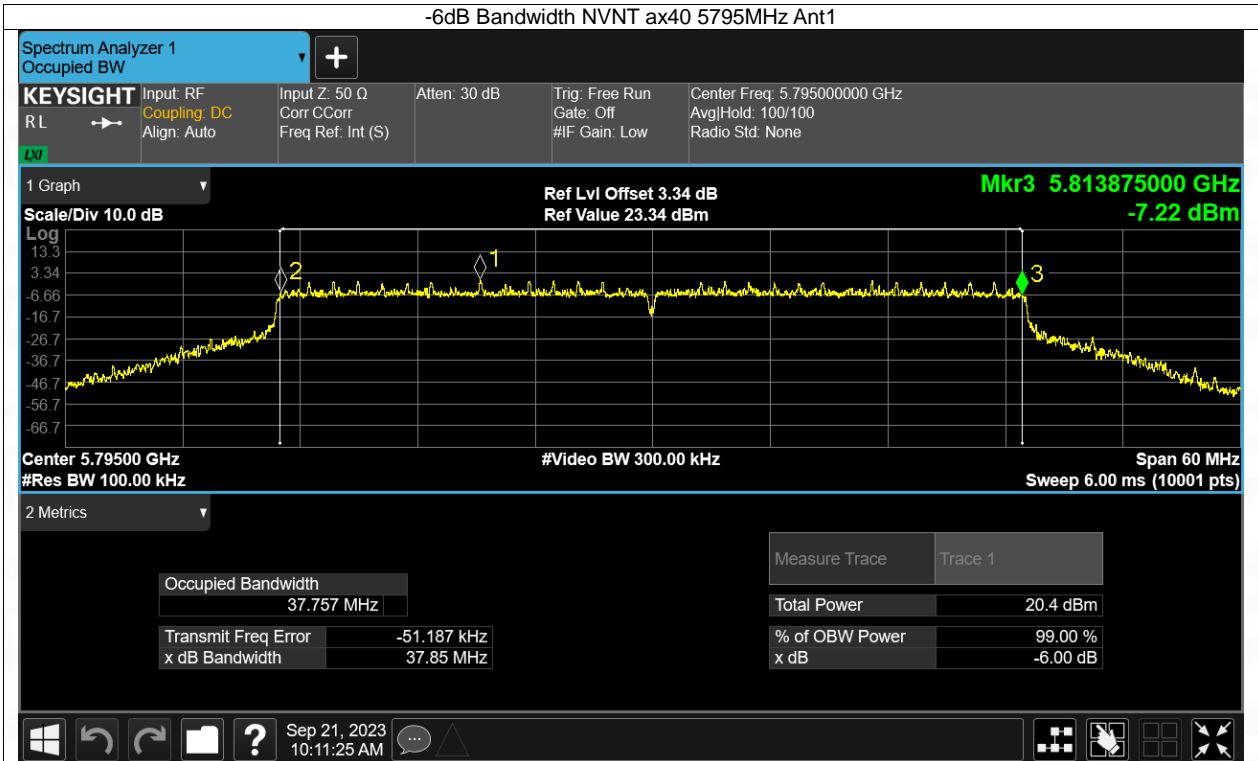 -6dB Bandwidth NVNT ax40 5795MHz Ant1
Spectrum Analyzer 1
Occupied BW
KEYSIGHT
R L
LXI
Input: RF
Coupling: DC
Align: Auto
Input Z: 50 Ω
Corr CCorr
Freq Ref: Int (S)
Atten: 30 dB
Trig: Free Run
Gate: Off
#IF Gain: Low
Center Freq: 5.795000000 GHz
Avg|Hold: 100/100
Radio Std: None
1 Graph
Scale/Div 10.0 dB
Ref Lvl Offset 3.34 dB
Ref Value 23.34 dBm
Mkr3 5.813875000 GHz
-7.22 dBm
Log
13.3
3.34
-6.66
-16.7
-26.7
-36.7
-46.7
-56.7
-66.7
2
1
3
Center 5.79500 GHz
#Res BW 100.00 kHz
#Video BW 300.00 kHz
Span 60 MHz
Sweep 6.00 ms (10001 pts)
2 Metrics
Measure Trace Trace 1
Occupied Bandwidth
37.757 MHz
Total Power 20.4 dBm
Transmit Freq Error -51.187 kHz
% of OBW Power 99.00 %
x dB Bandwidth 37.85 MHz
x dB -6.00 dB
Sep 21, 2023
10:11:25 AM